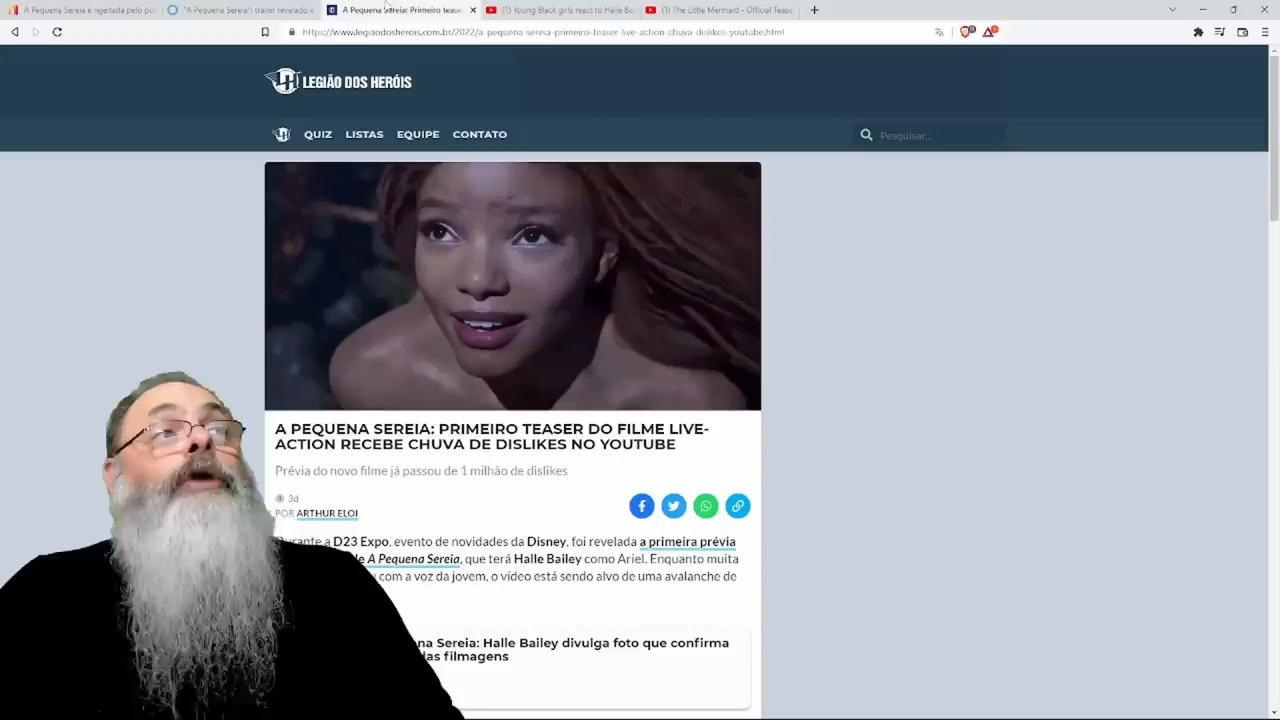 A Pequena Sereia é rejeitada pelo púl
"A Pequena Sereia": trailer revelado e
A Pequena Sereia: Primeiro teaser
(1) Young Black girls react to Halle Ba
(1) The Little Mermaid - Official Tease
https://www.legiaodosherois.com.br/2022/a-pequena-sereia-primeiro-teaser-live-action-chuva-dislikes-youtube.html
LEGIÃO DOS HERÓIS
QUIZ LISTAS EQUIPE CONTATO
Pesquisar...
A PEQUENA SEREIA: PRIMEIRO TEASER DO FILME LIVE-
ACTION RECEBE CHUVA DE DISLIKES NO YOUTUBE
Prévia do novo filme já passou de 1 milhão de dislikes
3d
POR ARTHUR ELOI
Durante a D23 Expo, evento de novidades da Disney, foi revelada a primeira prévia
de A Pequena Sereia, que terá Halle Bailey como Ariel. Enquanto muita
com a voz da jovem, o vídeo está sendo alvo de uma avalanche de
na Sereia: Halle Bailey divulga foto que confirma
das filmagens